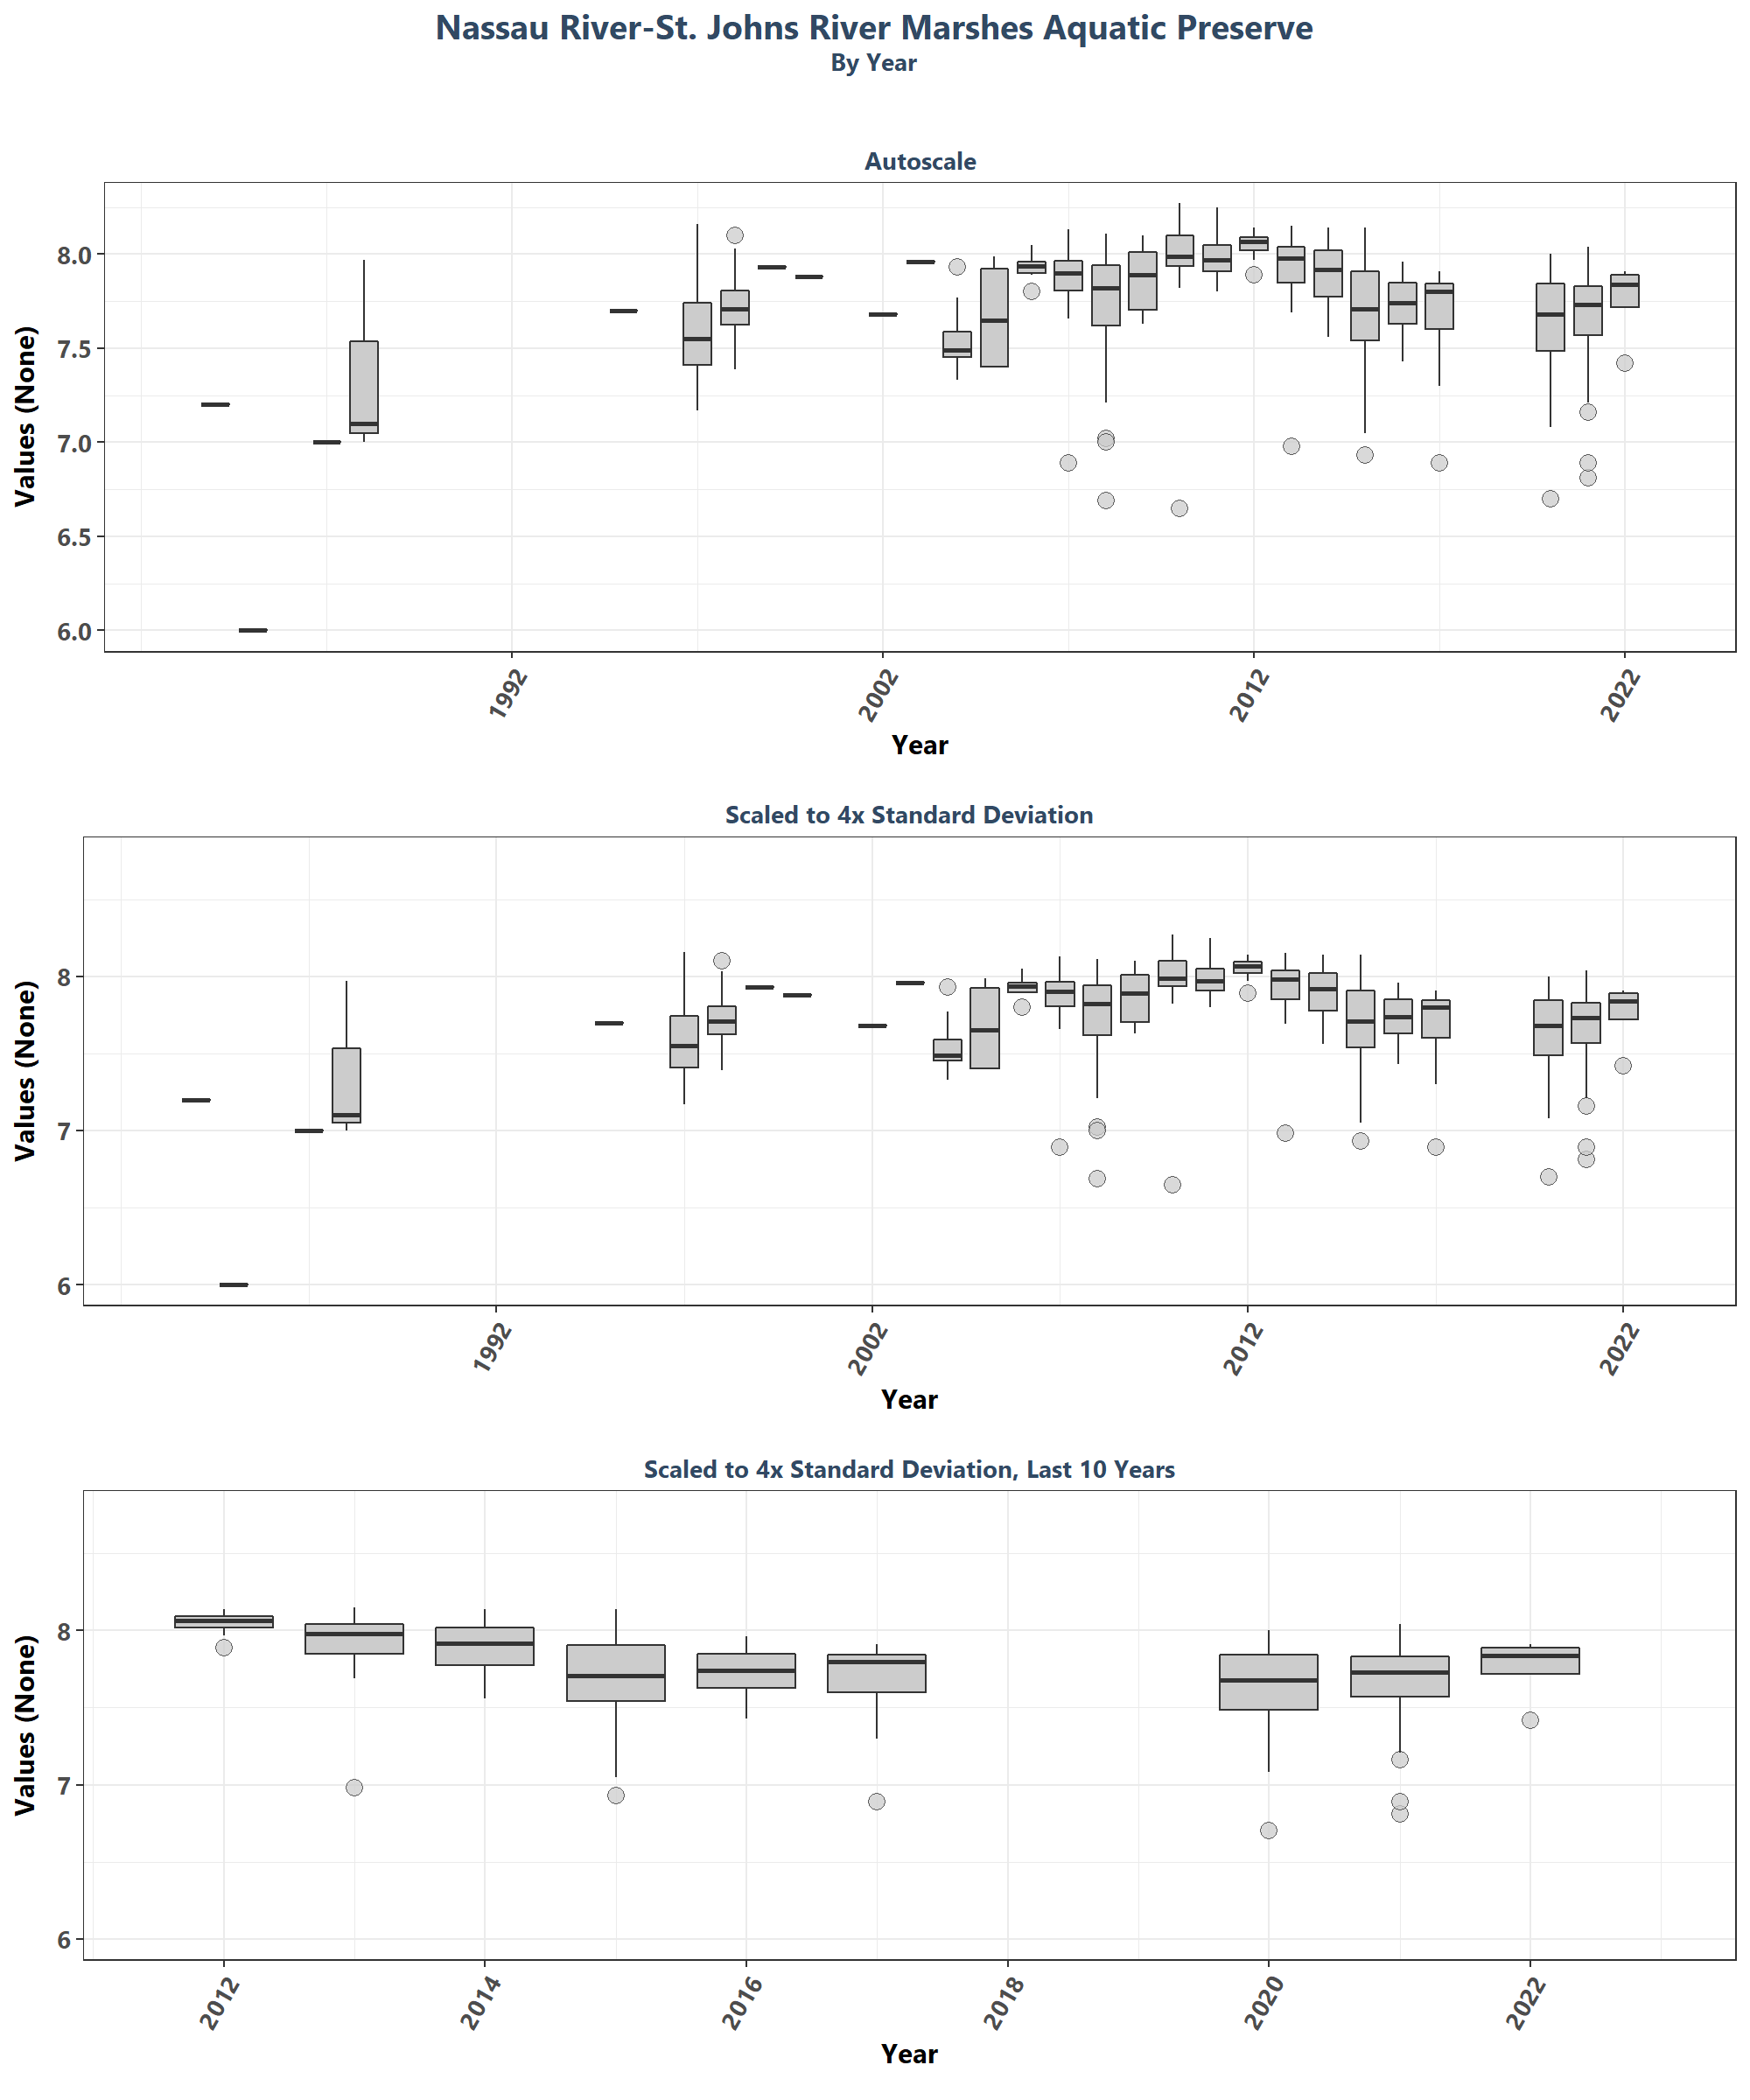 Nassau River-St. Johns River Marshes Aquatic Preserve
By Year
Autoscale
Values (None)
8.0
7.5
7.0
6.5
6.0
1992
2002
2012
2022
Year
Scaled to 4x Standard Deviation
Values (None)
8
7
6
1992
2002
2012
2022
Year
Scaled to 4x Standard Deviation, Last 10 Years
Values (None)
8
7
6
2012
2014
2016
2018
2020
2022
Year